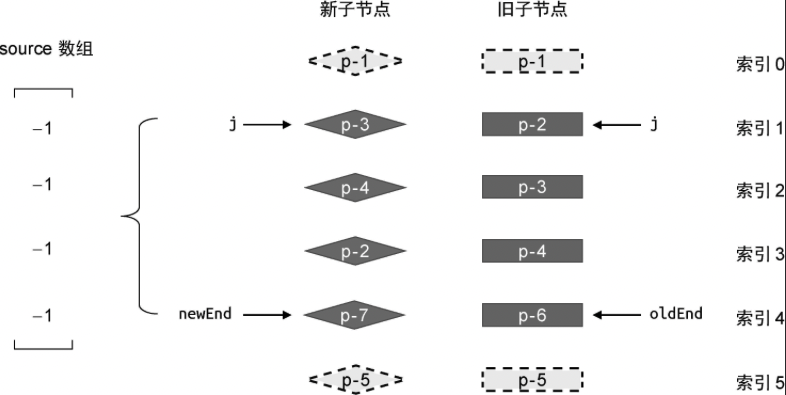 新子节点 旧子节点
source 数组
p-1 p-1 索引 0
−1 j p-3 p-2 j 索引 1
−1 p-4 p-3 索引 2
−1 p-2 p-4 索引 3
−1 newEnd p-7 p-6 oldEnd 索引 4
p-5 p-5 索引 5